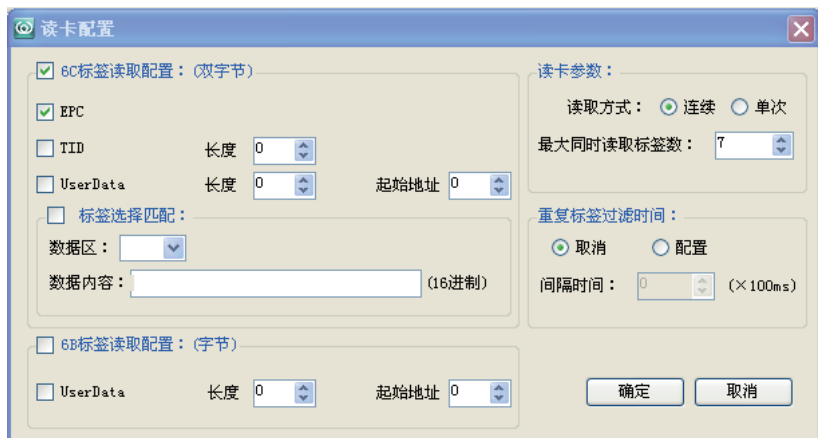 读卡配置
6C标签读取配置：(双字节)
EPC
TID 长度 0
UserData 长度 0 起始地址 0
标签选择匹配：
数据区：
数据内容： (16进制)
6B标签读取配置：(字节)
UserData 长度 0 起始地址 0
读卡参数：
读取方式： 连续 单次
最大同时读取标签数： 7
重复标签过滤时间：
取消 配置
间隔时间： 0 (×100ms)
确定 取消